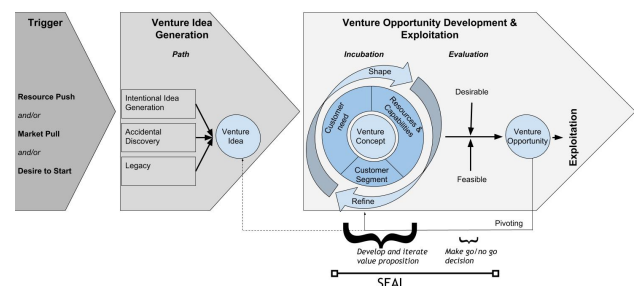 Trigger
Resource Push
and/or
Market Pull
and/or
Desire to Start
Venture Idea
Generation
Path
Intentional Idea
Generation
Accidental
Discovery
Legacy
Venture
Idea
Venture Opportunity Development &
Exploitation
Incubation
Evaluation
Shape
Customer
need
Resources &
Capabilities
Venture
Concept
Customer
Segment
Refine
Desirable
Feasible
Venture
Opportunity
Exploitation
Pivoting
Develop and iterate
value proposition
Make go/no go
decision
SEAL